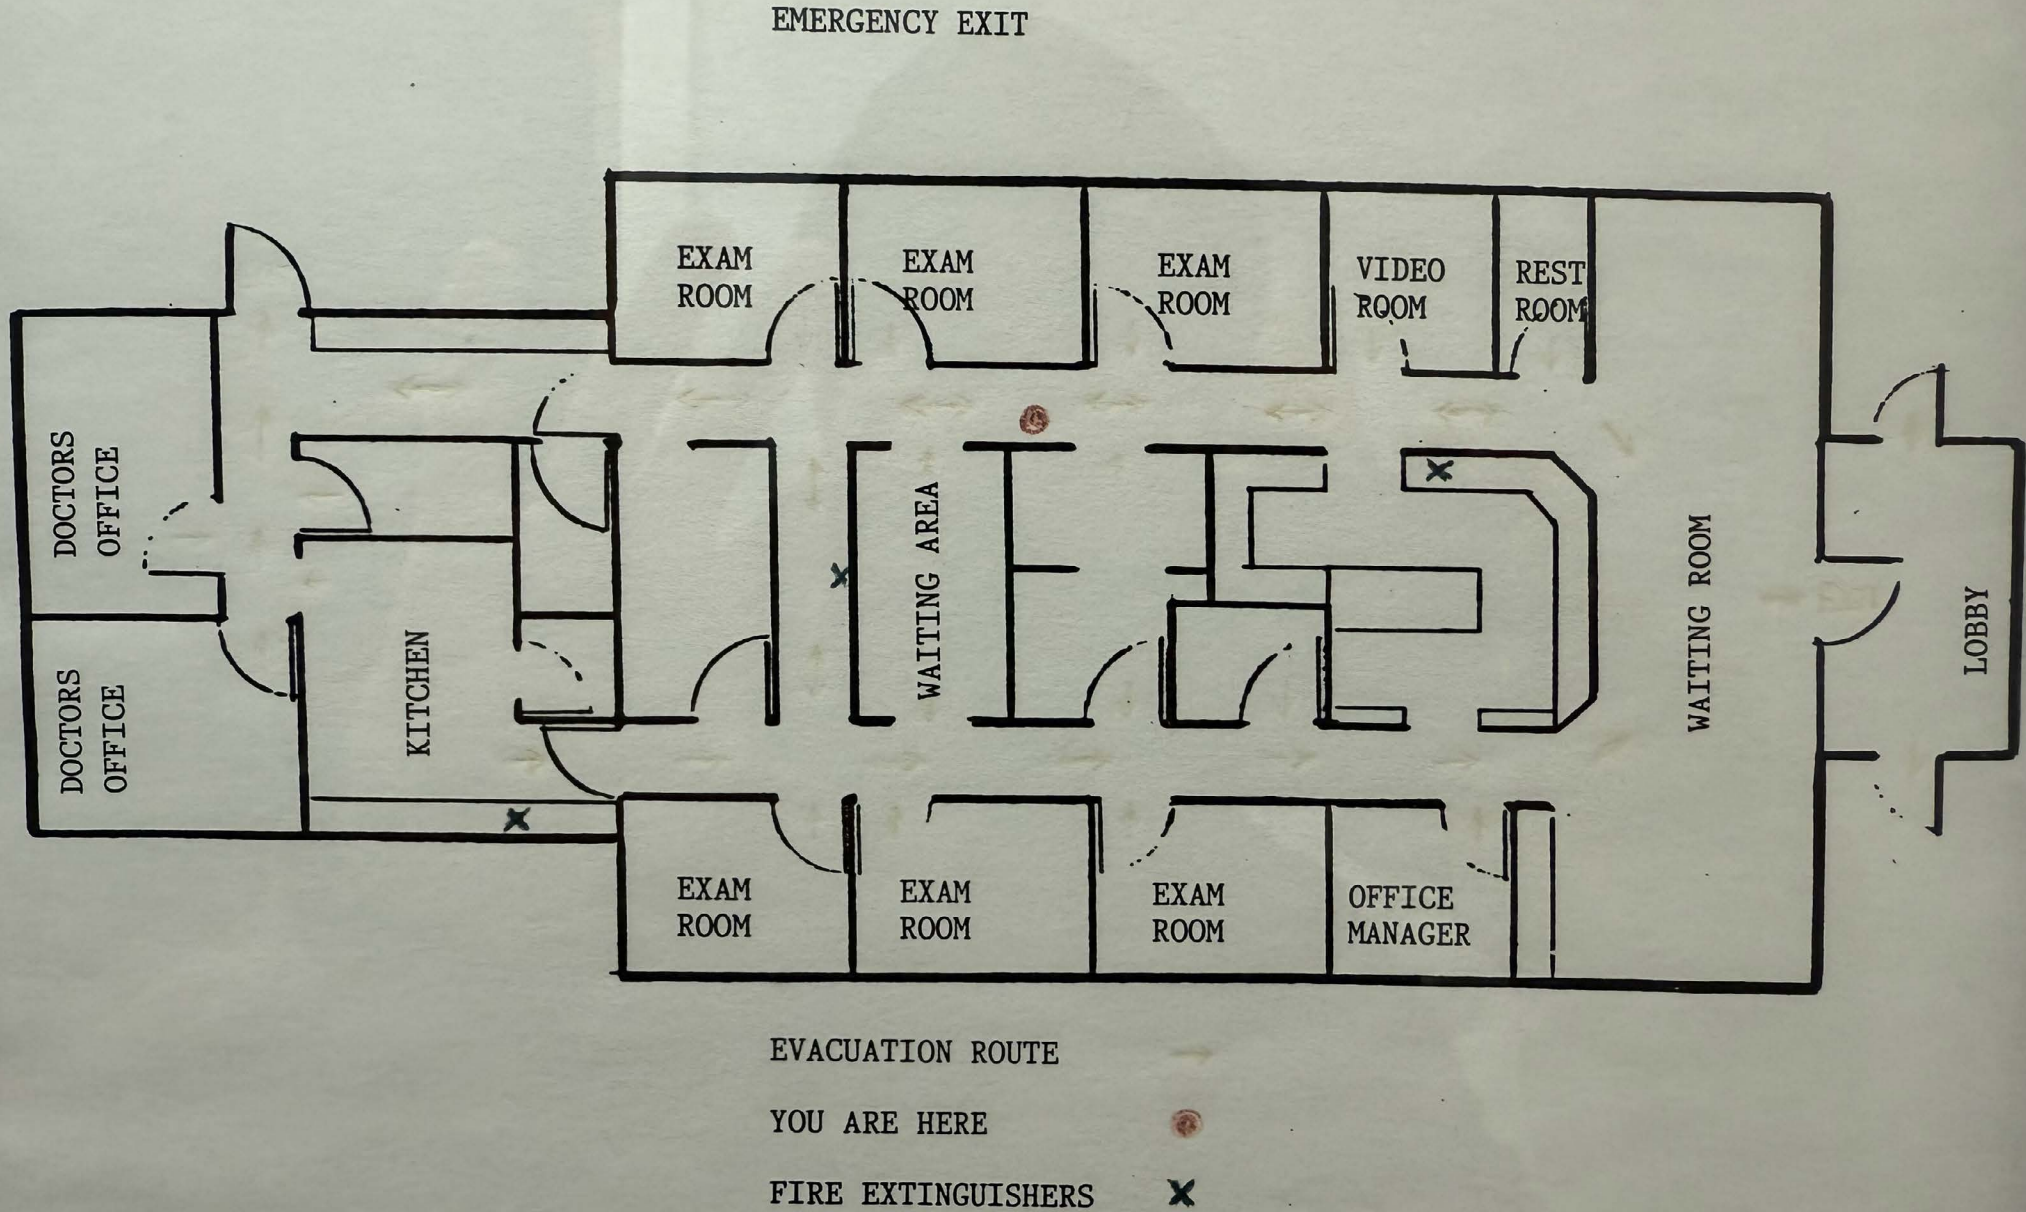 EMERGENCY EXIT
EXAM
ROOM
EXAM
ROOM
EXAM
ROOM
VIDEO
ROOM
REST
ROOM
DOCTORS
OFFICE
DOCTORS
OFFICE
KITCHEN
WAITING AREA
WAITING ROOM
LOBBY
EXAM
ROOM
EXAM
ROOM
EXAM
ROOM
OFFICE
MANAGER
EVACUATION ROUTE
YOU ARE HERE
FIRE EXTINGUISHERS